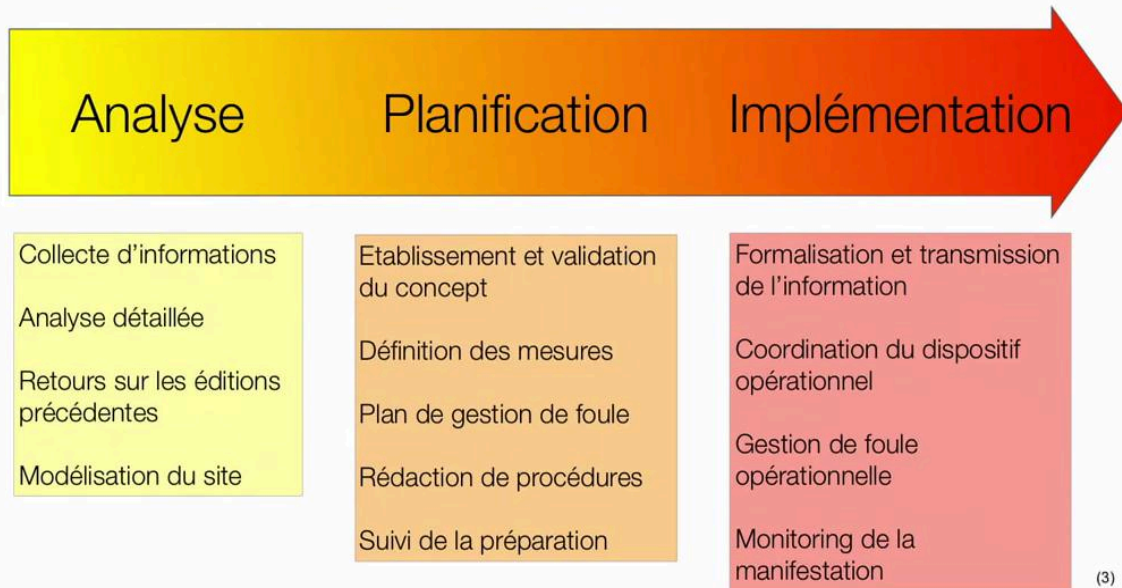 Analyse
Planification
Implémentation
Collecte d'informations
Analyse détaillée
Retours sur les éditions
précédentes
Modélisation du site
Etablissement et validation
du concept
Définition des mesures
Plan de gestion de foule
Rédaction de procédures
Suivi de la préparation
Formalisation et transmission
de l'information
Coordination du dispositif
opérationnel
Gestion de foule
opérationnelle
Monitoring de la
manifestation
(3)